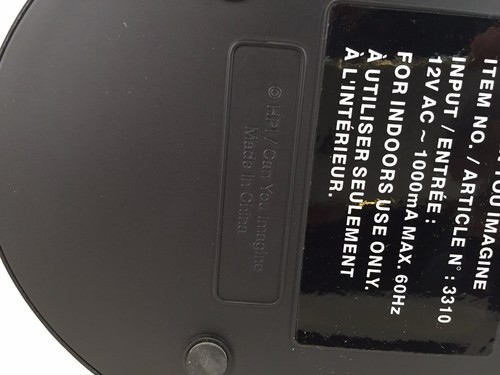 YOU IMAGINE
ITEM NO. / ARTICLE N°: 3310
INPUT / ENTRÉE :
12V AC ~ 1000mA MAX. 60Hz
FOR INDOORS USE ONLY.
À UTILISER SEULEMENT
À L'INTÉRIEUR.
© HPI / Can You Imagine
Made In China